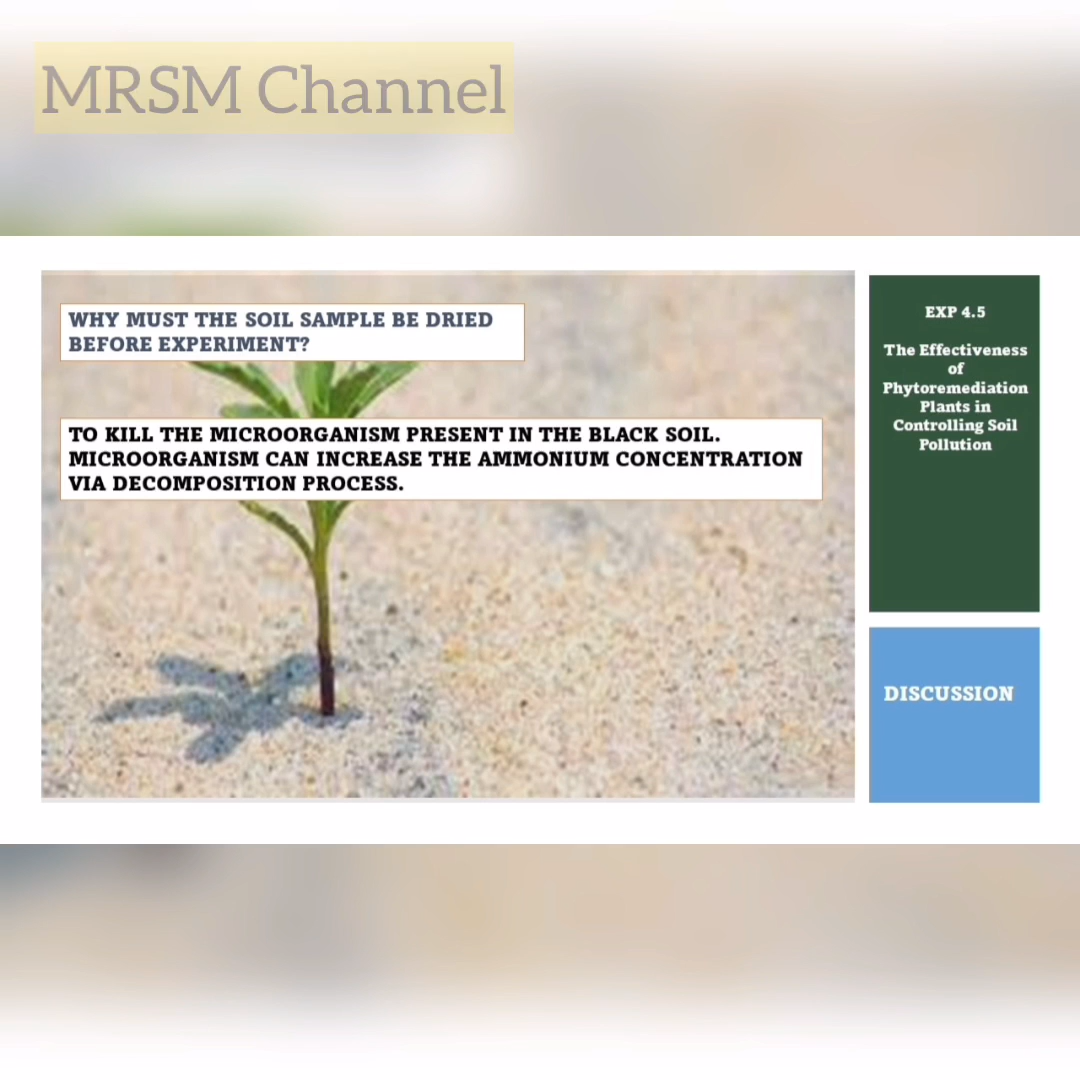 MRSM Channel
WHY MUST THE SOIL SAMPLE BE DRIED
BEFORE EXPERIMENT?
TO KILL THE MICROORGANISM PRESENT IN THE BLACK SOIL.
MICROORGANISM CAN INCREASE THE AMMONIUM CONCENTRATION
VIA DECOMPOSITION PROCESS.
EXP 4.5
The Effectiveness
of
Phytoremediation
Plants in
Controlling Soil
Pollution
DISCUSSION